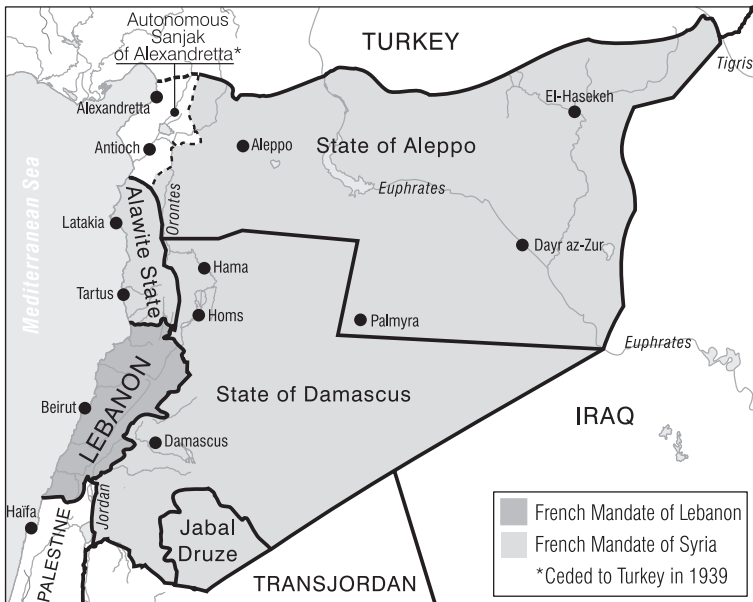 Autonomous
Sanjak
of Alexandretta*
TURKEY
Tigris
Alexandretta
El-Hasekeh
Antioch
Aleppo
State of Aleppo
Mediterranean Sea
Orontes
Euphrates
Latakia
Alawite State
Dayr az-Zur
Hama
Tartus
Homs
Palmyra
Euphrates
LEBANON
State of Damascus
Beirut
IRAQ
Damascus
Haïfa
Jordan
PALESTINE
Jabal
Druze
TRANSJORDAN
French Mandate of Lebanon
French Mandate of Syria
*Ceded to Turkey in 1939